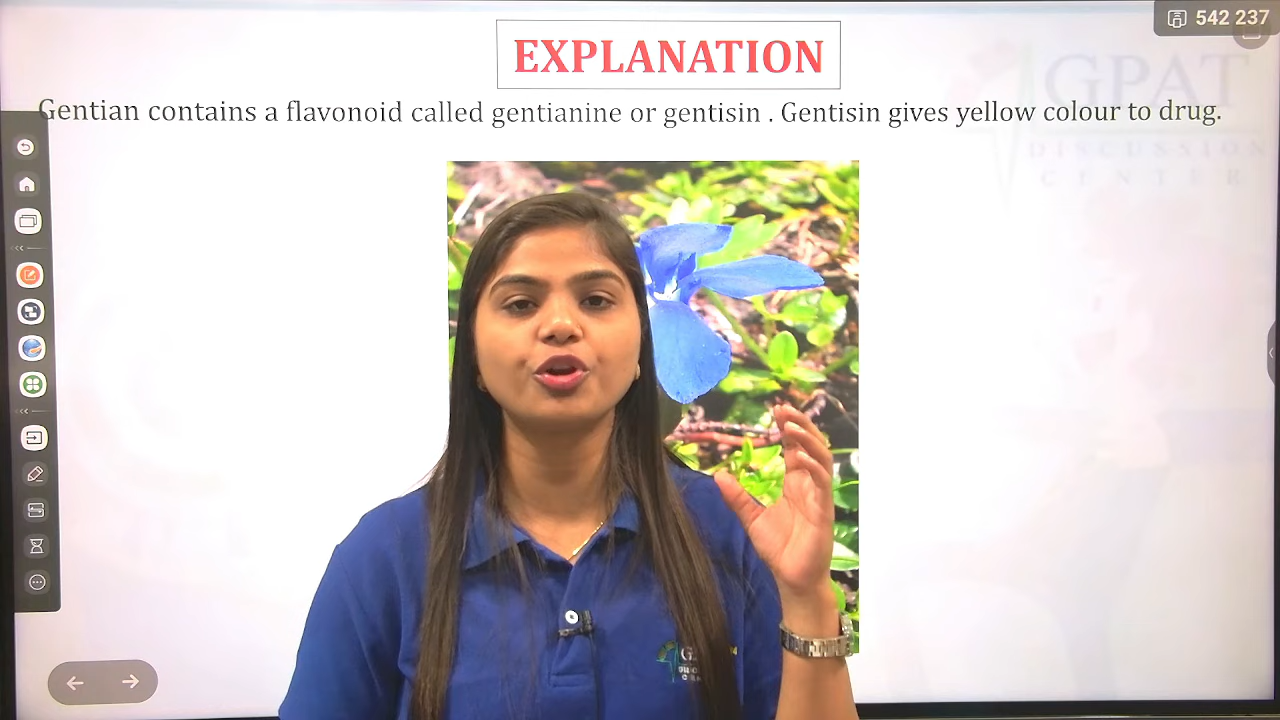 542 237
EXPLANATION
Gentian contains a flavonoid called gentianine or gentisin . Gentisin gives yellow colour to drug.
GPAT
DISCUSSION
CENTER